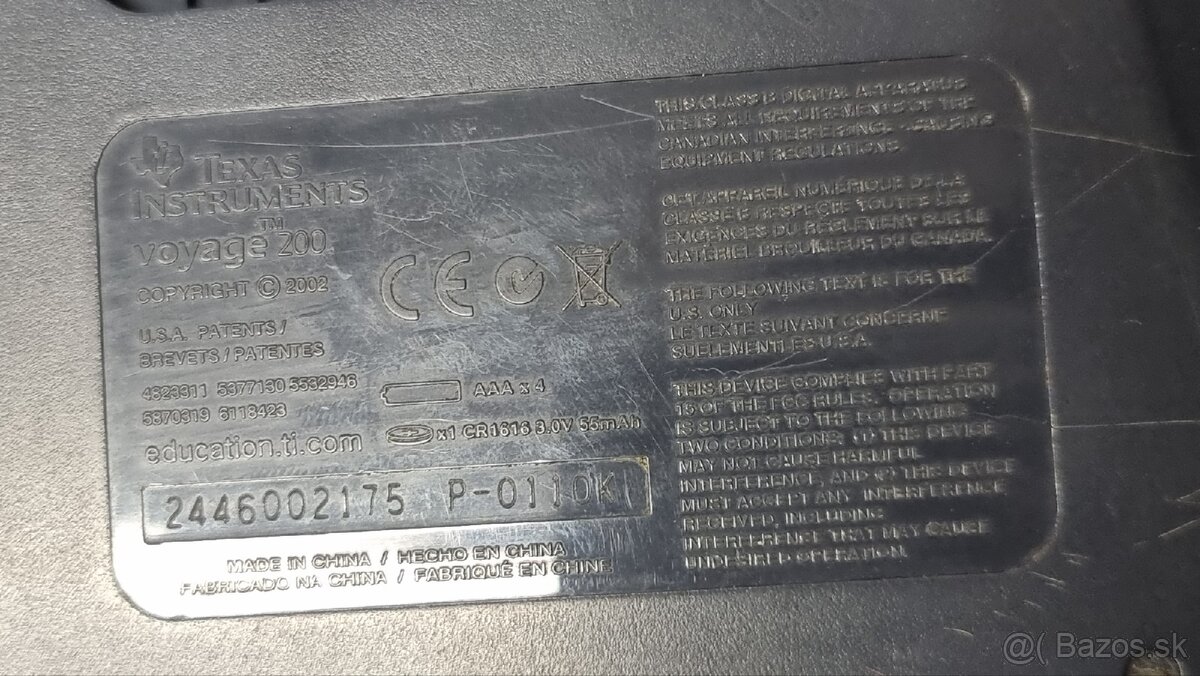 TEXAS
INSTRUMENTS
TM
voyage 200
COPYRIGHT © 2002
U.S.A. PATENTS/
BREVETS/PATENTES
4823311 5377130 5532946
5870319 6118423
education.ti.com
CE
AAA x 4
x1 CR1616 3.0V 55mAh
2446002175 P-0110K
MADE IN CHINA / HECHO EN CHINA
FABRICADO NA CHINA / FABRIQUÉ EN CHINE
THIS CLASS B DIGITAL APPARATUS
MEETS ALL REQUIREMENTS OF THE
CANADIAN INTERFERENCE-CAUSING
EQUIPMENT REGULATIONS.
CET APPAREIL NUMÉRIQUE DE LA
CLASSE B RESPECTE TOUTES LES
EXIGENCES DU RÈGLEMENT SUR LE
MATÉRIEL BROUILLEUR DU CANADA.
THE FOLLOWING TEXT IS FOR THE
U.S. ONLY
LE TEXTE SUIVANT CONCERNE
U.S.A.
THIS DEVICE COMPLIES WITH PART
15 OF THE FCC RULES. OPERATION
IS SUBJECT TO THE FOLLOWING
TWO CONDITIONS: (1) THIS DEVICE
MAY NOT CAUSE HARMFUL
INTERFERENCE, AND (2) THIS DEVICE
MUST ACCEPT ANY INTERFERENCE
RECEIVED, INCLUDING
INTERFERENCE THAT MAY CAUSE
UNDESIRED OPERATION.
@( Bazos.sk